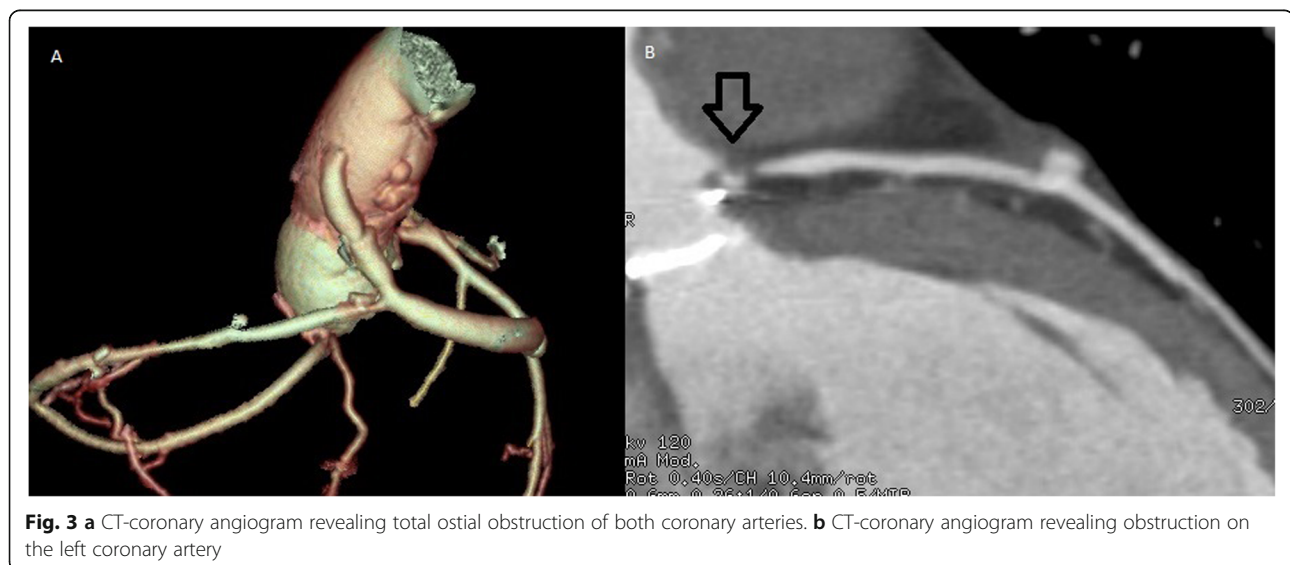 A
B
R
302/
kv 120
mA Mod.
Rot 0.40s/CH 10.4mm/rot
Fig. 3 a CT-coronary angiogram revealing total ostial obstruction of both coronary arteries. b CT-coronary angiogram revealing obstruction on
the left coronary artery